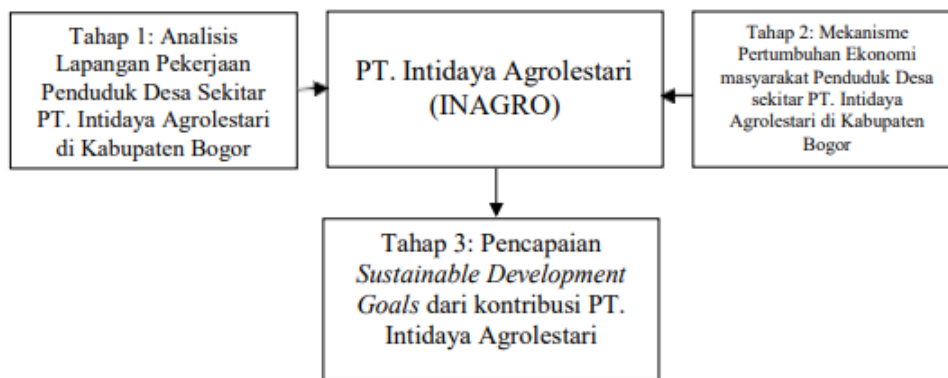 Tahap 1: Analisis
Lapangan Pekerjaan
Penduduk Desa Sekitar
PT. Intidaya Agrolestari
di Kabupaten Bogor
PT. Intidaya Agrolestari
(INAGRO)
Tahap 2: Mekanisme
Pertumbuhan Ekonomi
masyarakat Penduduk Desa
sekitar PT. Intidaya
Agrolestari di Kabupaten
Bogor
Tahap 3: Pencapaian
Sustainable Development
Goals dari kontribusi PT.
Intidaya Agrolestari